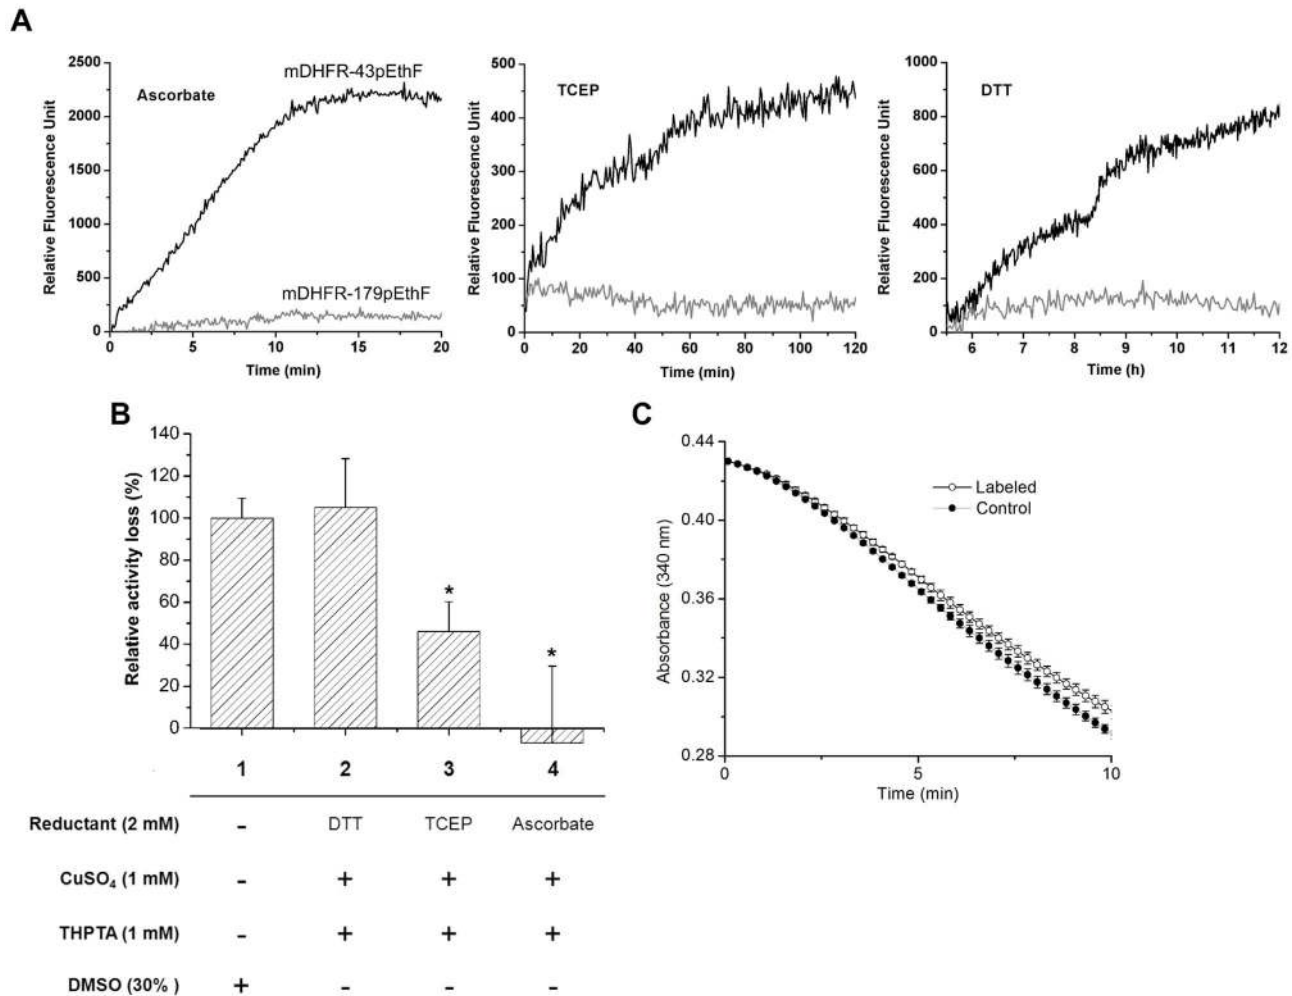 A
Relative Fluorescence Unit
2500
2000
1500
1000
500
0
Ascorbate
mDHFR-43pEthF
mDHFR-179pEthF
0 5 10 15 20
Time (min)
Relative Fluorescence Unit
500
400
300
200
100
0
TCEP
0 20 40 60 80 100 120
Time (min)
Relative Fluorescence Unit
1000
800
600
400
200
0
DTT
6 7 8 9 10 11 12
Time (h)
B
Relative activity loss (%)
140
120
100
80
60
40
20
0
*
*
1 2 3 4
Reductant (2 mM) - DTT TCEP Ascorbate
CuSO₄ (1 mM) - + + +
THPTA (1 mM) - + + +
DMSO (30% ) + - - -
C
Absorbance (340 nm)
0.44
0.40
0.36
0.32
0.28
Labeled
Control
0 5 10
Time (min)